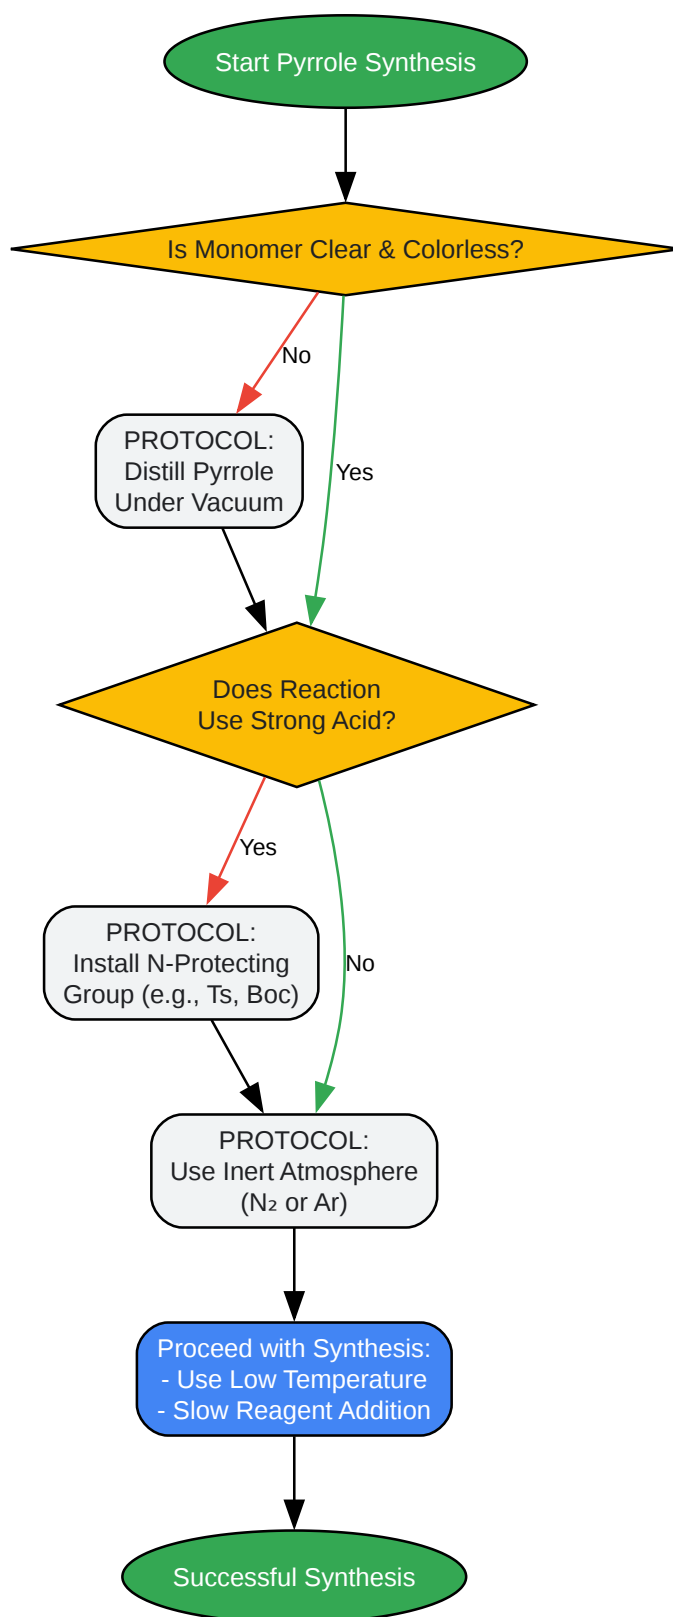 Start Pyrrole Synthesis
Is Monomer Clear & Colorless?
No
PROTOCOL:
Distill Pyrrole
Under Vacuum
Yes
Does Reaction
Use Strong Acid?
Yes
PROTOCOL:
Install N-Protecting
Group (e.g., Ts, Boc)
No
PROTOCOL:
Use Inert Atmosphere
(N₂ or Ar)
Proceed with Synthesis:
- Use Low Temperature
- Slow Reagent Addition
Successful Synthesis